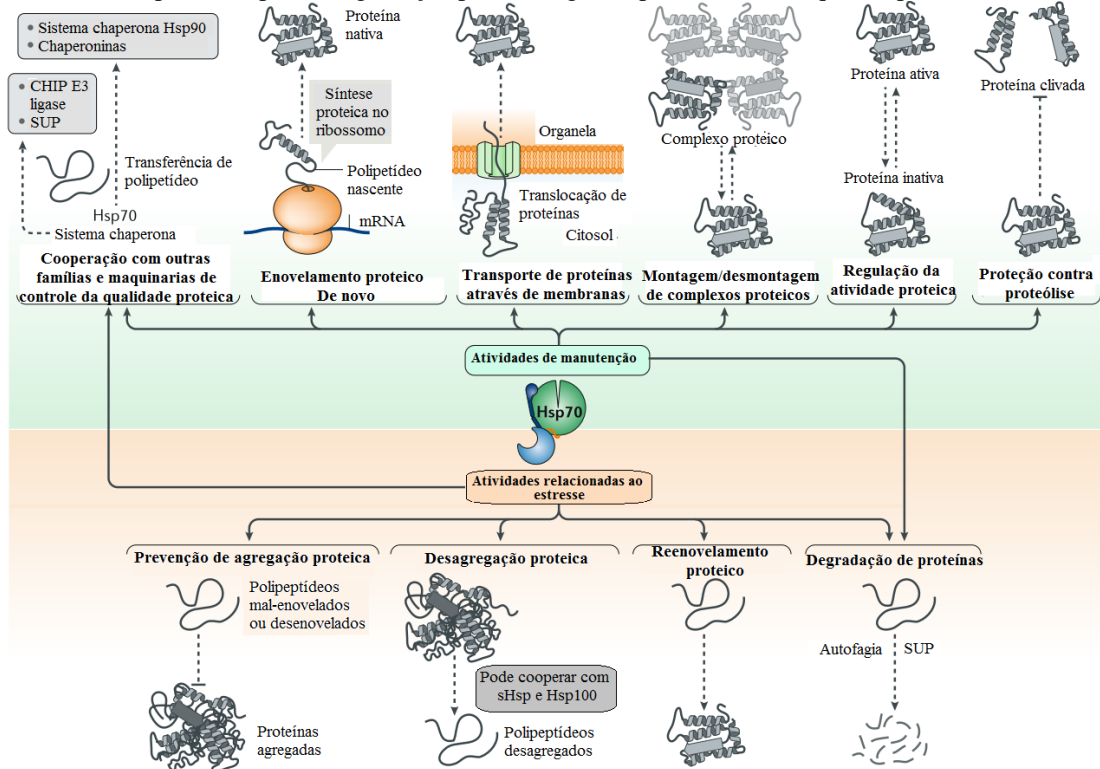 • Sistema chaperona Hsp90
• Chaperoninas
• CHIP E3
ligase
• SUP
Transferência de
polipetídeo
Hsp70
Sistema chaperona
Cooperação com outras
famílias e maquinarias de
controle da qualidade proteica
Proteína
nativa
Síntese
proteica no
ribossomo
Polipetídeo
nascente
mRNA
Enovelamento proteico
De novo
Organela
Translocação de
proteínas
Citosol
Transporte de proteínas
através de membranas
Complexo proteico
Montagem/desmontagem
de complexos proteicos
Proteína ativa
Proteína inativa
Regulação da
atividade proteica
Proteína clivada
Proteção contra
proteólise
Atividades de manutenção
Hsp70
Atividades relacionadas ao
estresse
Prevenção de agregação proteica
Polipeptídeos
mal-enovelados
ou desenovelados
Proteínas
agregadas
Desagregação proteica
Pode cooperar com
sHsp e Hsp100
Polipeptídeos
desagregados
Reenovelamento
proteico
Degradação de proteínas
Autofagia
SUP